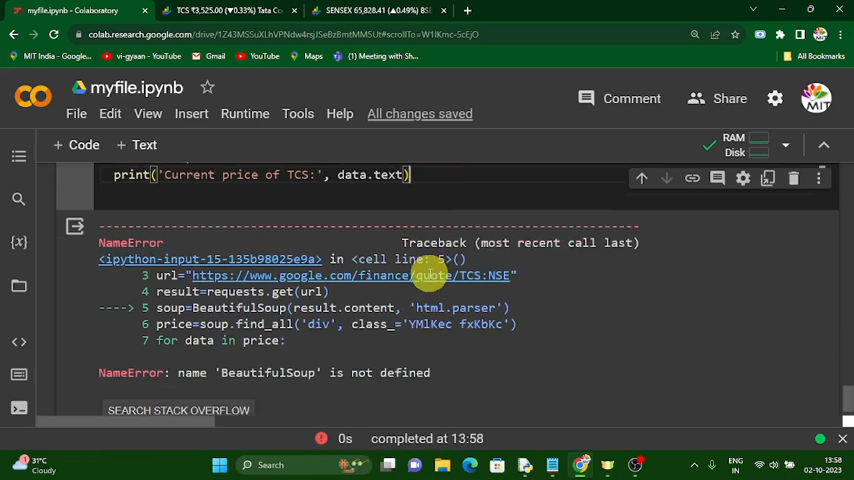 myfile.ipynb - Colaboratory
TCS ₹3,525.00 (▼0.33%) Tata Co
SENSEX 65,828.41 (▲0.49%) BSE
colab.research.google.com/drive/1Z43MSSuXLhVPNdw4rsjJSeBzBmtMM5Ut#scrollTo=W1IKmc-5cEjO
MIT India - Google...
vi-gyaan - YouTube
Gmail
YouTube
Maps
(1) Meeting with Sh...
All Bookmarks
myfile.ipynb
File Edit View Insert Runtime Tools Help All changes saved
Comment
Share
+ Code + Text
RAM
Disk
print('Current price of TCS:', data.text)
NameError Traceback (most recent call last)
<ipython-input-15-135b98025e9a> in <cell line: 5>()
3 url="https://www.google.com/finance/quote/TCS:NSE"
4 result=requests.get(url)
----> 5 soup=BeautifulSoup(result.content, 'html.parser')
6 price=soup.find_all('div', class_='YMlKec fxKbKc')
7 for data in price:
NameError: name 'BeautifulSoup' is not defined
SEARCH STACK OVERFLOW
0s completed at 13:58
31°C
Cloudy
Search
ENG
IN
13:58
02-10-2023